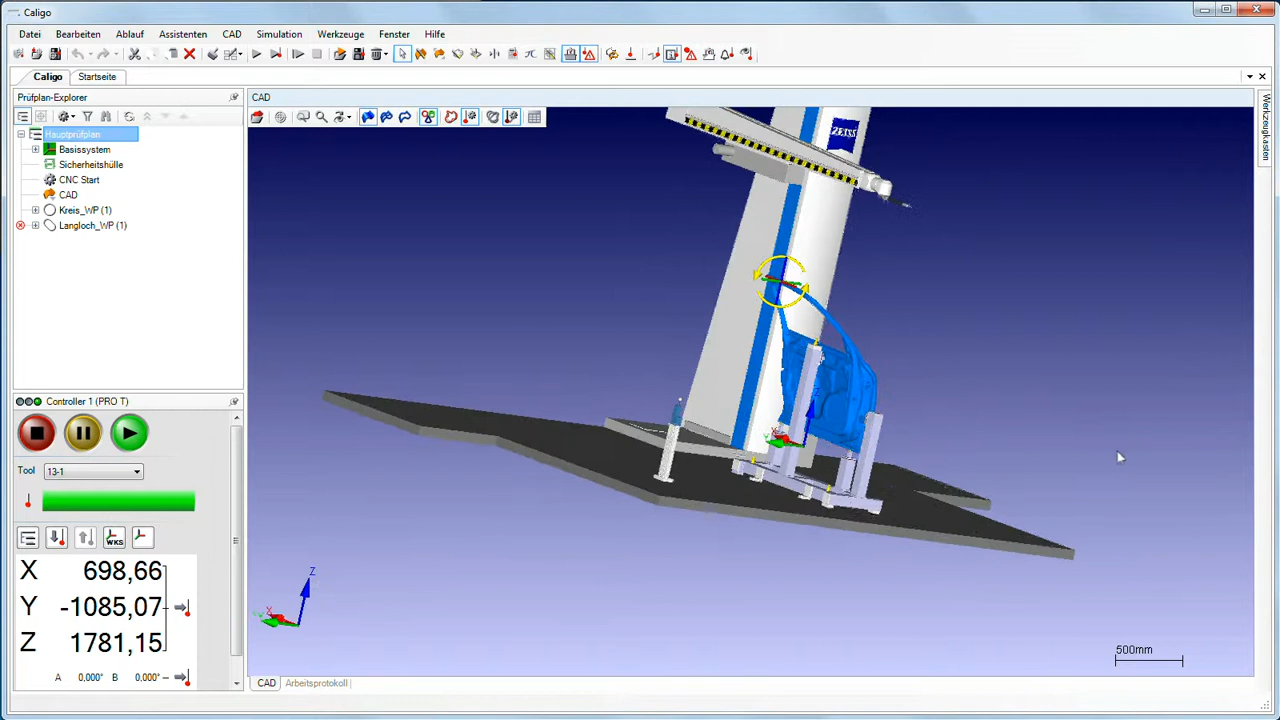 Caligo
Datei Bearbeiten Ablauf Assistenten CAD Simulation Werkzeuge Fenster Hilfe
Caligo Startseite
Prüfplan-Explorer
CAD
Werkzeugkasten
Hauptprüfplan
Basissystem
Sicherheitshülle
CNC Start
CAD
Kreis_WP (1)
Langloch_WP (1)
ZEISS
Controller 1 (PRO T)
Tool 13-1
WKS
X 698,66
Y -1085,07
Z 1781,15
A 0,000° B 0,000°
X
Z
X
Z
500mm
CAD Arbeitsprotokoll